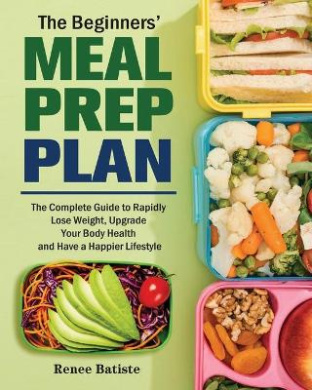 The Beginners'
MEAL
PREP
PLAN
The Complete Guide to Rapidly
Lose Weight, Upgrade
Your Body Health
and Have a Happier Lifestyle
Renee Batiste